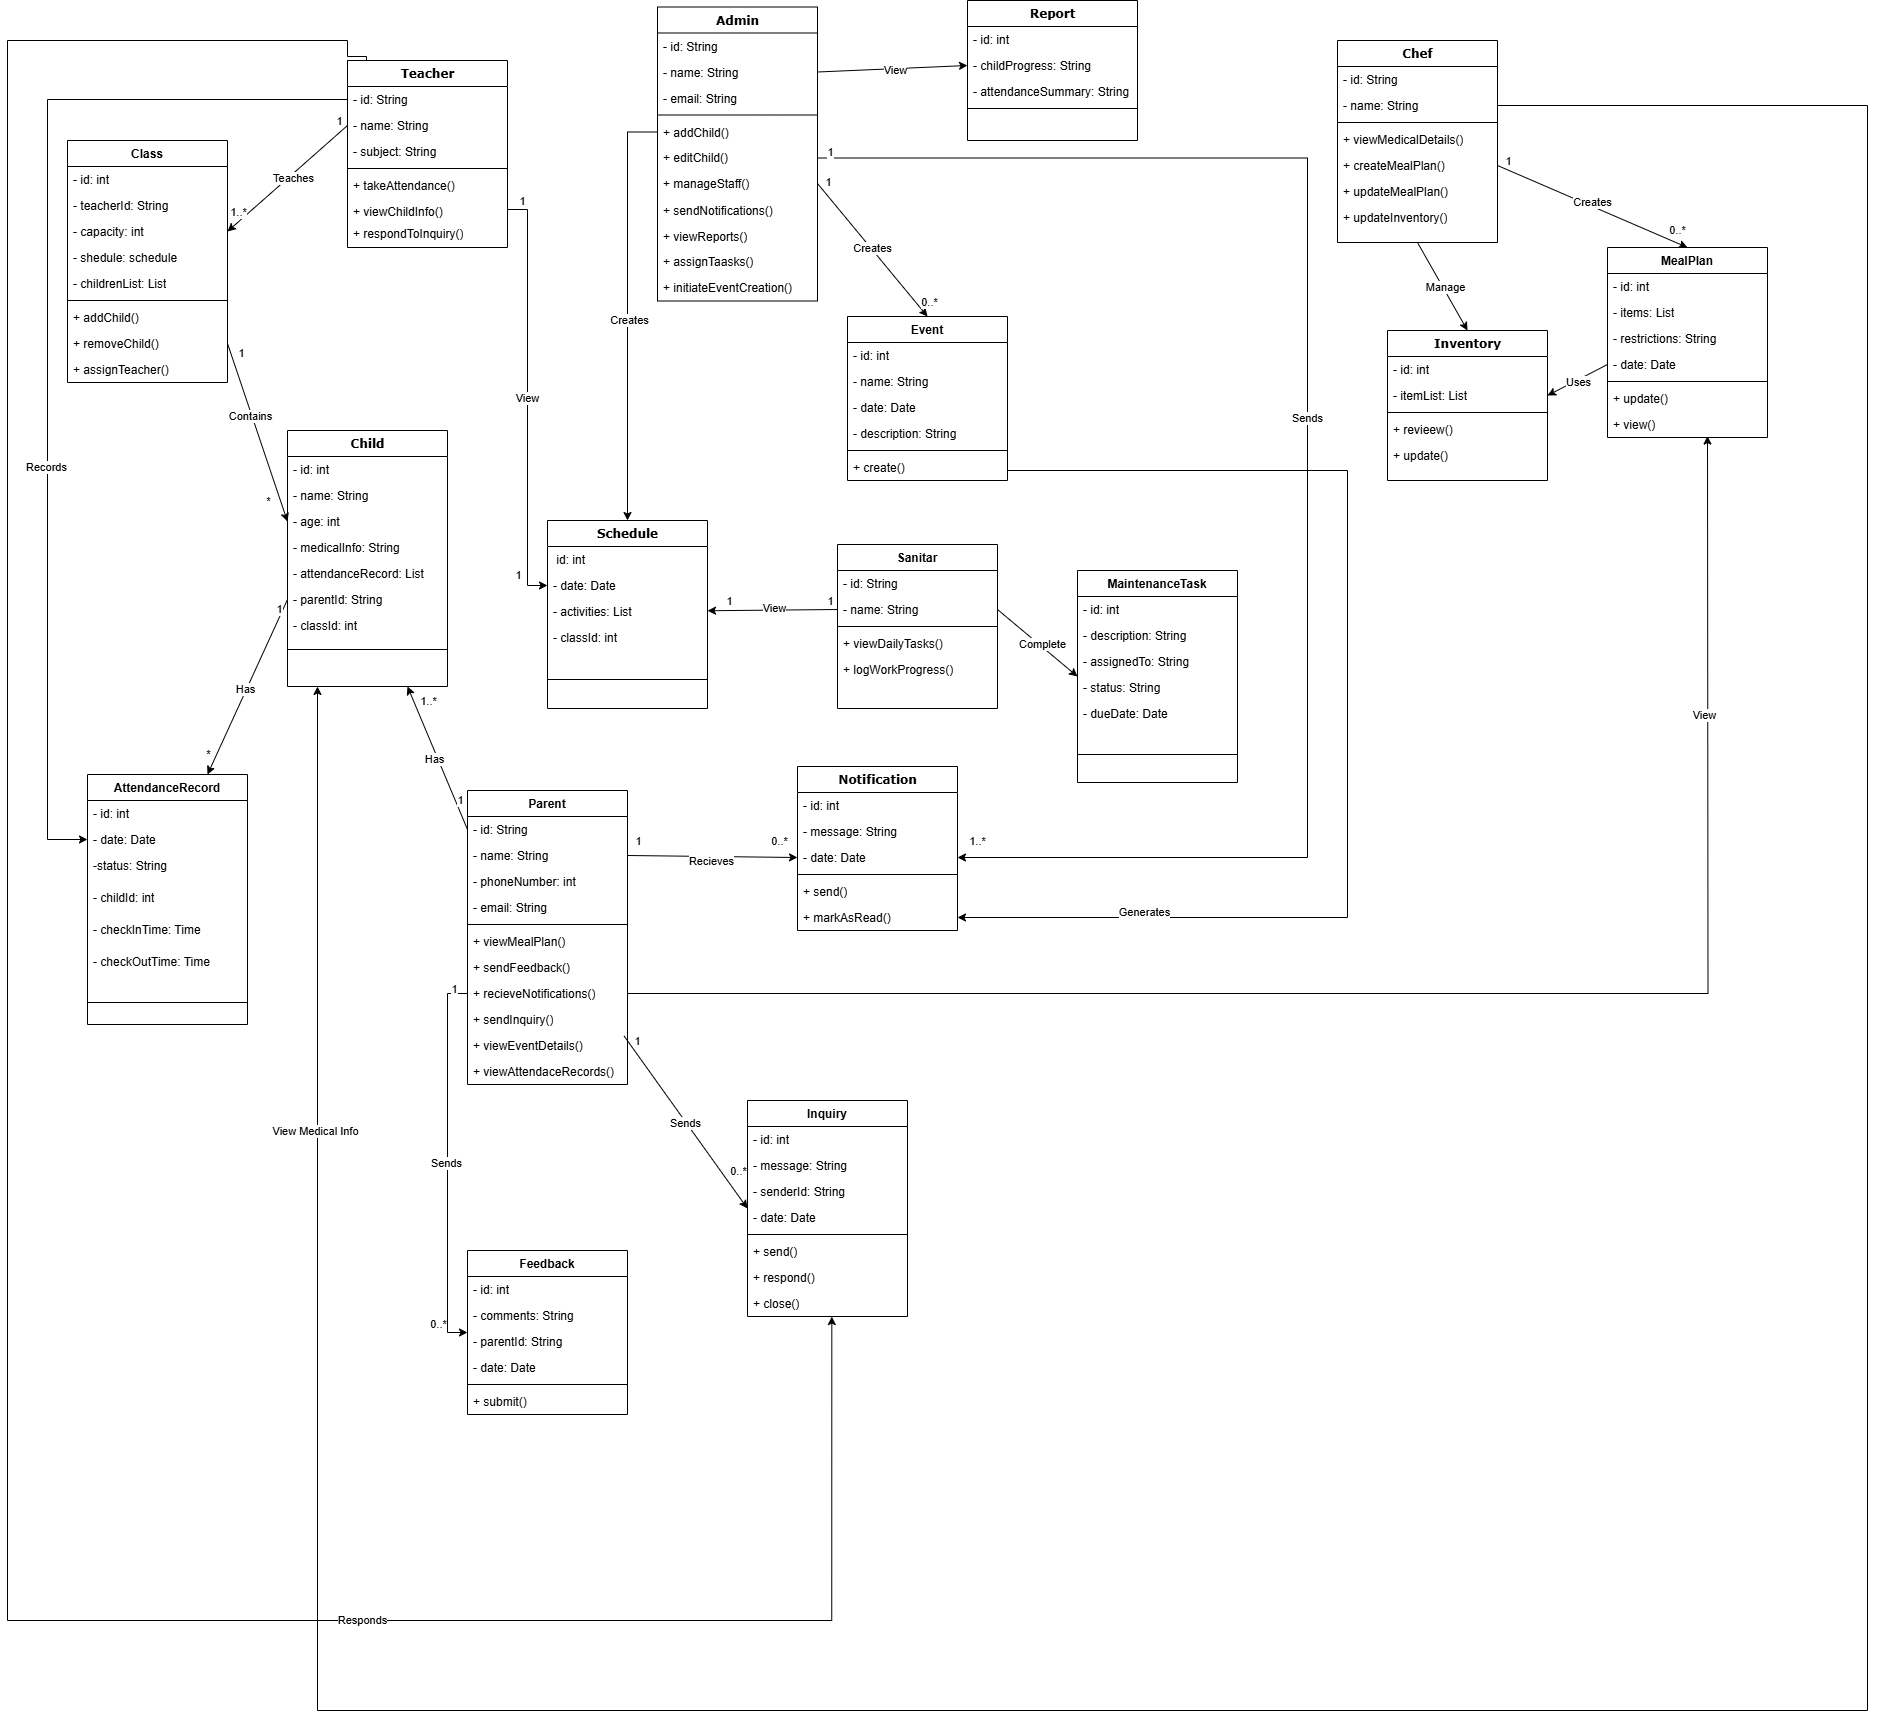 Teacher
- id: String
- name: String
- subject: String
+ takeAttendance()
+ viewChildInfo()
+ respondToInquiry()
Admin
- id: String
- name: String
- email: String
+ addChild()
+ editChild()
+ manageStaff()
+ sendNotifications()
+ viewReports()
+ assignTaasks()
+ initiateEventCreation()
View
Report
- id: int
- childProgress: String
- attendanceSummary: String
Chef
- id: String
- name: String
+ viewMedicalDetails()
+ createMealPlan()
+ updateMealPlan()
+ updateInventory()
1
Teaches
1..*
Class
- id: int
- teacherId: String
- capacity: int
- shedule: schedule
- childrenList: List
+ addChild()
+ removeChild()
+ assignTeacher()
1
View
1
Creates
1
Sends
1..*
1
Creates
0..*
Event
- id: int
- name: String
- date: Date
- description: String
+ create()
1
Creates
0..*
Manage
MealPlan
- id: int
- items: List
- restrictions: String
- date: Date
+ update()
+ view()
Uses
Inventory
- id: int
- itemList: List
+ revieew()
+ update()
1
Contains
*
Records
Child
- id: int
- name: String
- age: int
- medicalInfo: String
- attendanceRecord: List
- parentId: String
- classId: int
Schedule
id: int
- date: Date
- activities: List
- classId: int
1
View
1
Sanitar
- id: String
- name: String
+ viewDailyTasks()
+ logWorkProgress()
Complete
MaintenanceTask
- id: int
- description: String
- assignedTo: String
- status: String
- dueDate: Date
1
Has
*
1..*
Has
1
View
AttendanceRecord
- id: int
- date: Date
-status: String
- childId: int
- checkInTime: Time
- checkOutTime: Time
Parent
- id: String
- name: String
- phoneNumber: int
- email: String
+ viewMealPlan()
+ sendFeedback()
+ recieveNotifications()
+ sendInquiry()
+ viewEventDetails()
+ viewAttendaceRecords()
1
Recieves
0..*
Notification
- id: int
- message: String
- date: Date
+ send()
+ markAsRead()
Generates
1
Sends
0..*
1
Sends
0..*
View Medical Info
Inquiry
- id: int
- message: String
- senderId: String
- date: Date
+ send()
+ respond()
+ close()
Feedback
- id: int
- comments: String
- parentId: String
- date: Date
+ submit()
Responds